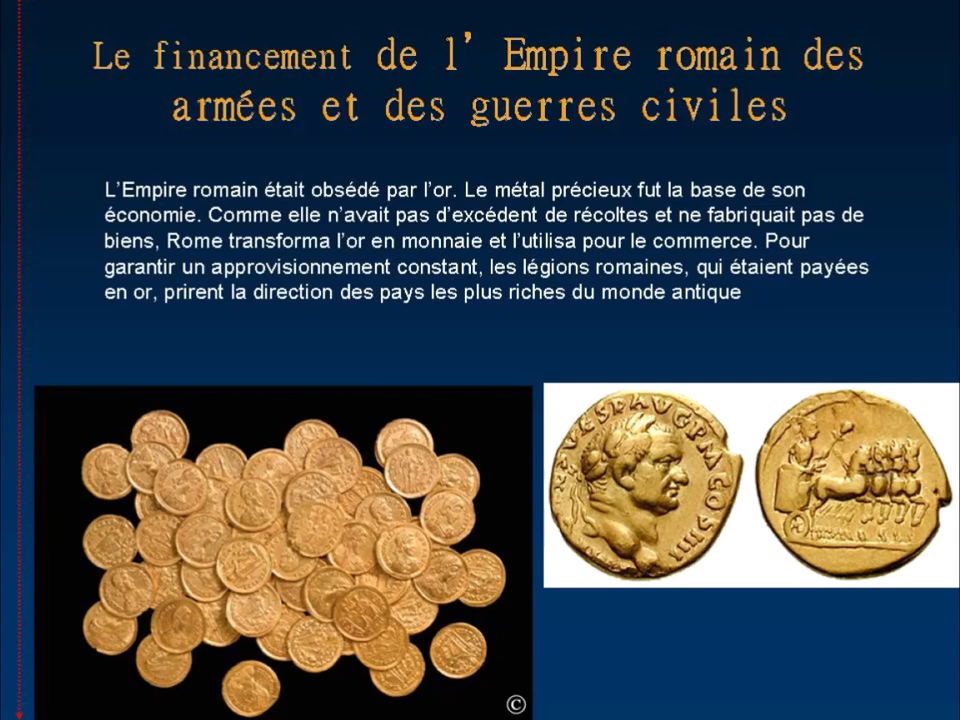 Le financement de l’ Empire romain des
armées et des guerres civiles
L’Empire romain était obsédé par l’or. Le métal précieux fut la base de son
économie. Comme elle n’avait pas d’excédent de récoltes et ne fabriquait pas de
biens, Rome transforma l’or en monnaie et l’utilisa pour le commerce. Pour
garantir un approvisionnement constant, les légions romaines, qui étaient payées
en or, prirent la direction des pays les plus riches du monde antique
VESP AVG P M COS IIII
©